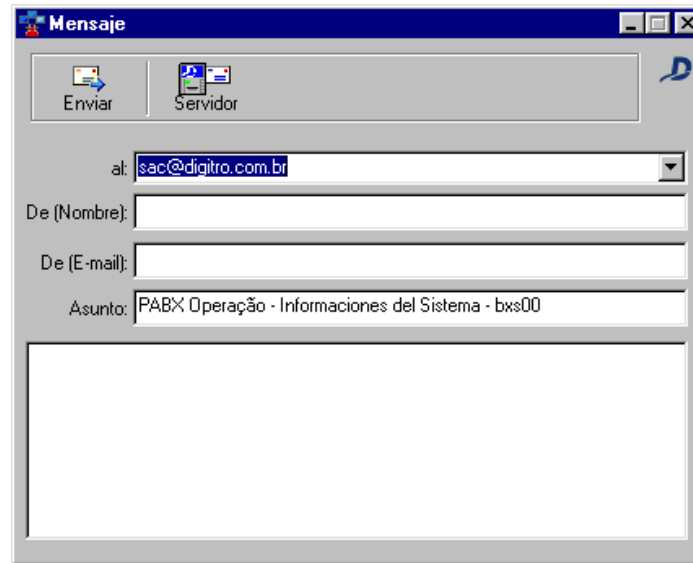 Mensaje
Enviar
Servidor
al: sac@digitro.com.br
De (Nombre):
De (E-mail):
Asunto: PABX Operação - Informaciones del Sistema - bxs00